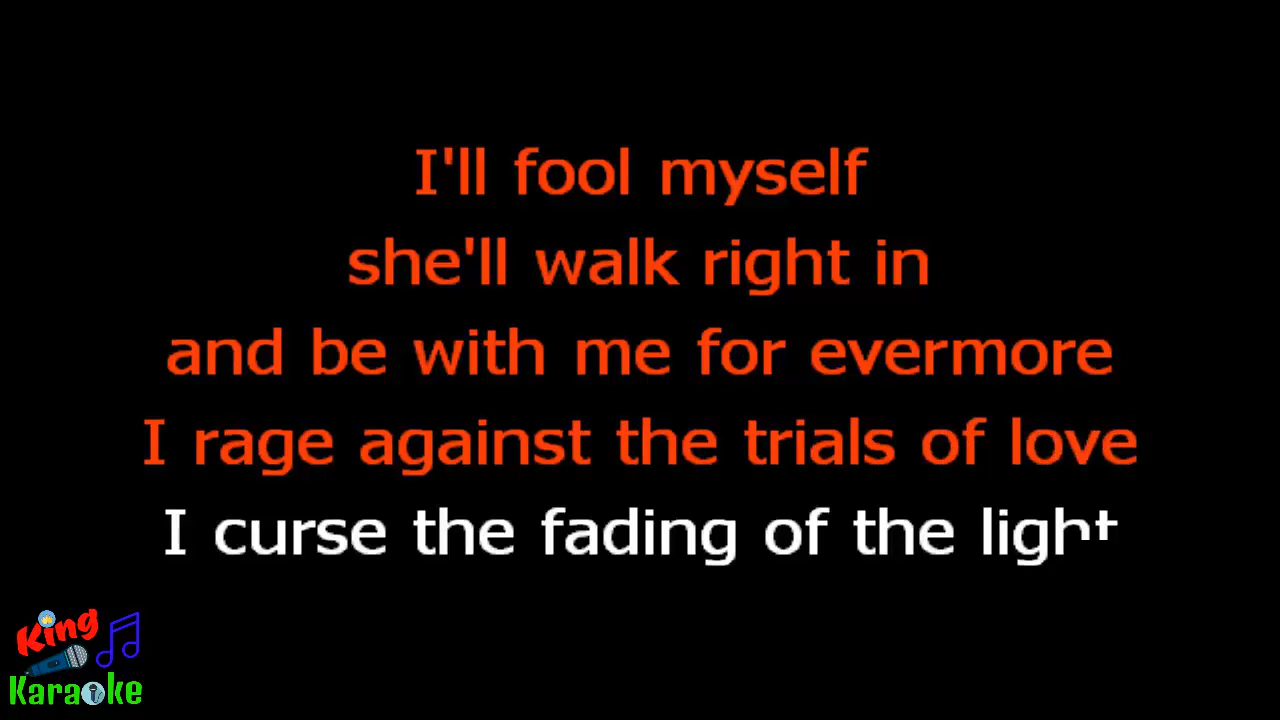 I'll fool myself
she'll walk right in
and be with me for evermore
I rage against the trials of love
I curse the fading of the light
King
Karaoke